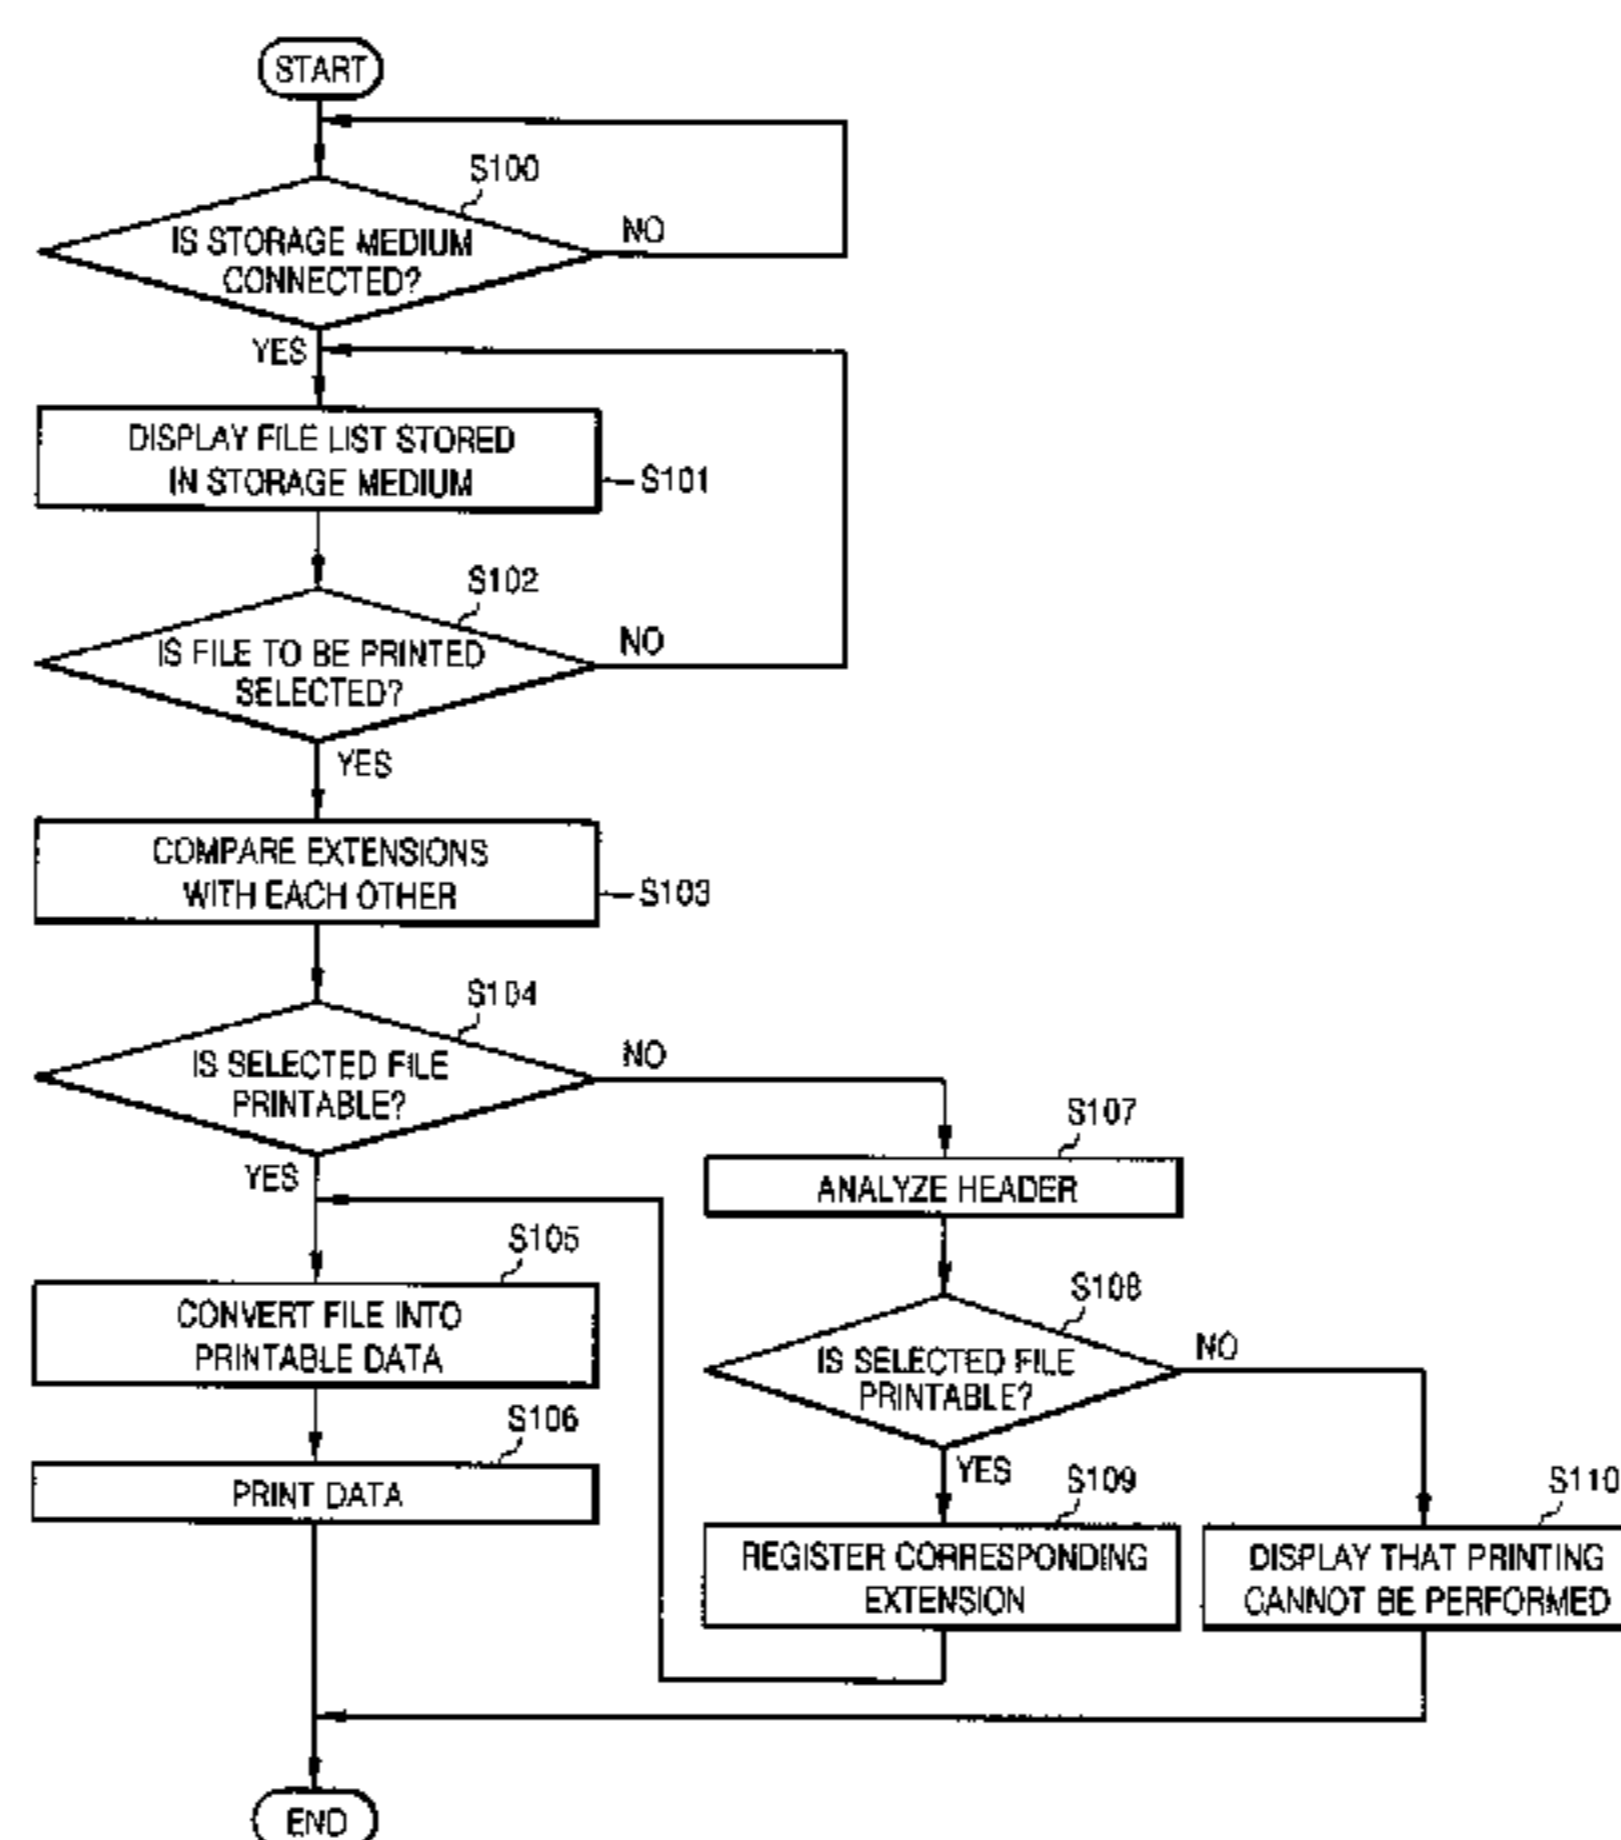 START
S100
IS STORAGE MEDIUM
CONNECTED?
NO
YES
DISPLAY FILE LIST STORED
IN STORAGE MEDIUM
S101
S102
IS FILE TO BE PRINTED
SELECTED?
NO
YES
COMPARE EXTENSIONS
WITH EACH OTHER
S103
S104
IS SELECTED FILE
PRINTABLE?
NO
YES
S107
ANALYZE HEADER
S105
CONVERT FILE INTO
PRINTABLE DATA
S108
IS SELECTED FILE
PRINTABLE?
NO
YES
S106
PRINT DATA
S109
REGISTER CORRESPONDING
EXTENSION
S110
DISPLAY THAT PRINTING
CANNOT BE PERFORMED
END